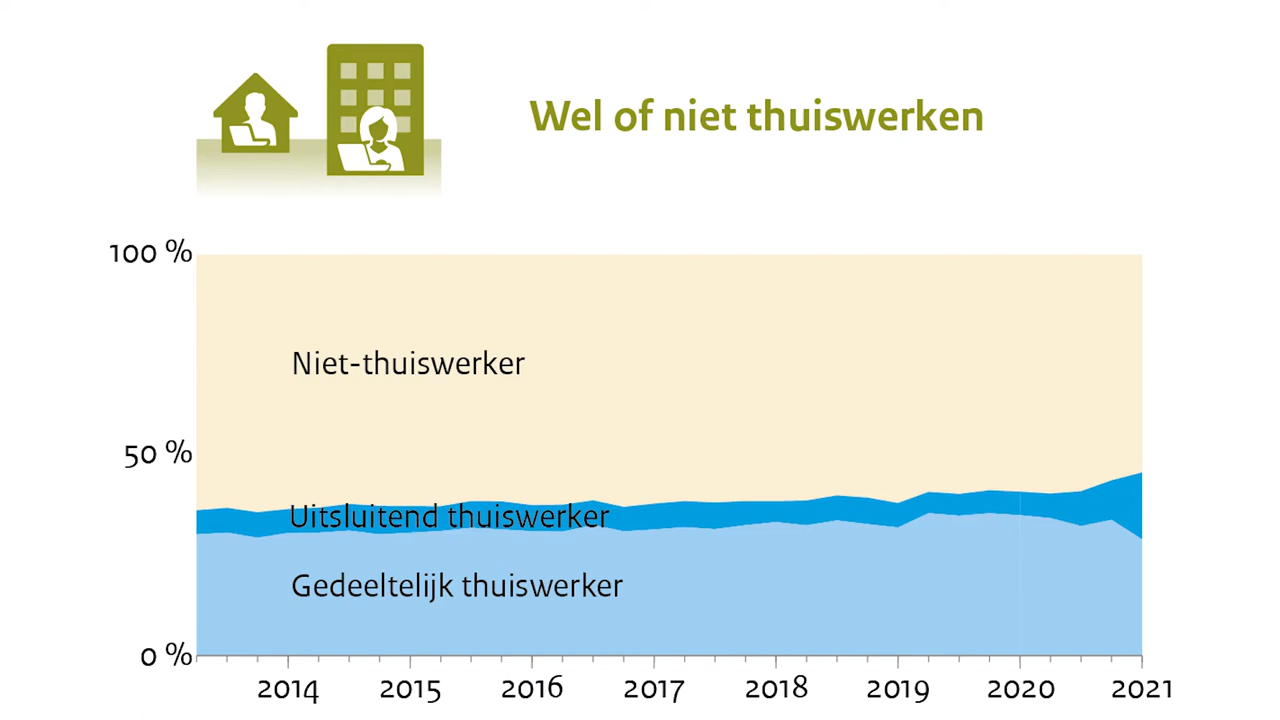 Wel of niet thuiswerken
100 %
Niet-thuiswerker
50 %
Uitsluitend thuiswerker
Gedeeltelijk thuiswerker
0 %
2014 2015 2016 2017 2018 2019 2020 2021